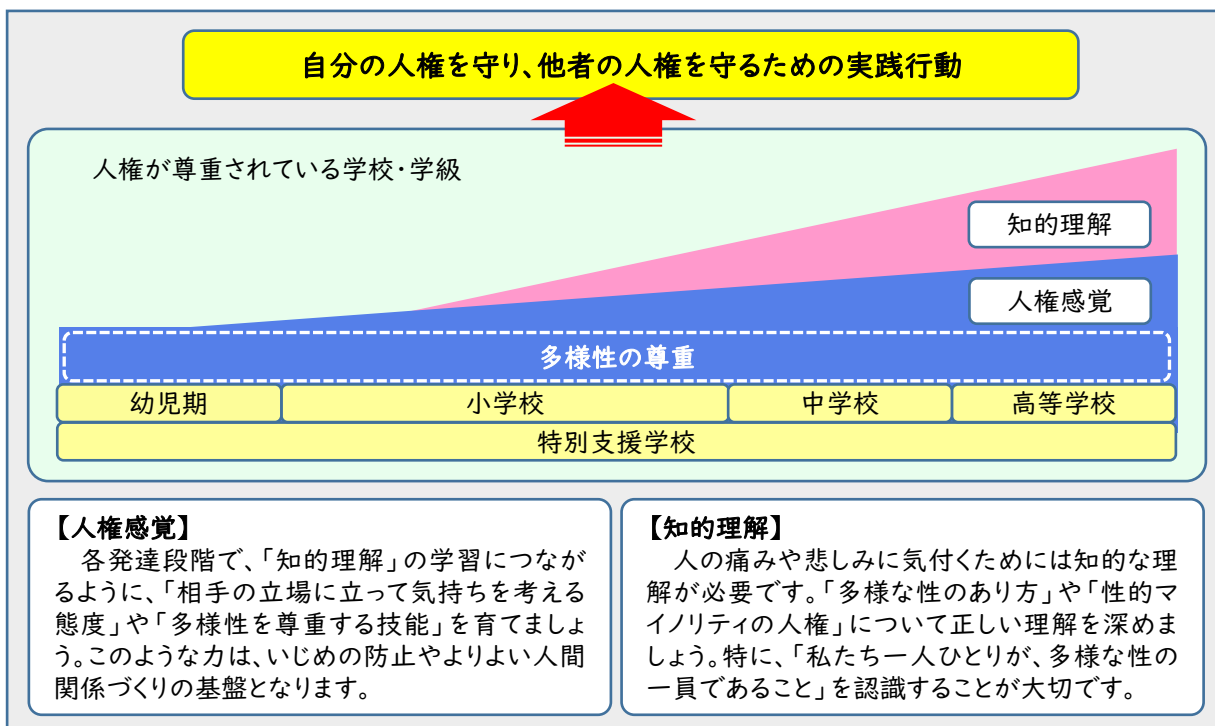 自分の人権を守り、他者の人権を守るための実践行動
人権が尊重されている学校・学級
知的理解
人権感覚
多様性の尊重
幼児期
小学校
中学校
高等学校
特別支援学校
【人権感覚】
　各発達段階で、「知的理解」の学習につなが
るように、「相手の立場に立って気持ちを考える
態度」や「多様性を尊重する技能」を育てましょ
う。このような力は、いじめの防止やよりよい人間
関係づくりの基盤となります。
【知的理解】
　人の痛みや悲しみに気付くためには知的な理
解が必要です。「多様な性のあり方」や「性的マ
イノリティの人権」について正しい理解を深めま
しょう。特に、「私たち一人ひとりが、多様な性の
一員であること」を認識することが大切です。